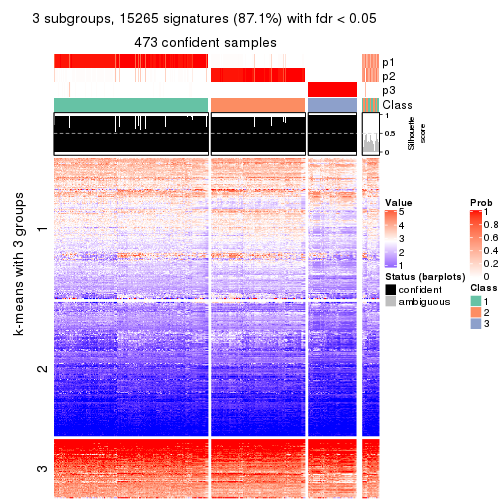 3 subgroups, 15265 signatures (87.1%) with fdr < 0.05
473 confident samples
p1
p2
p3
Class
1
0.5
0
Silhouette
score
k-means with 3 groups
1
2
3
Value
5
4
3
2
1
Status (barplots)
confident
ambiguous
Prob
1
0.8
0.6
0.4
0.2
0
Class
1
2
3